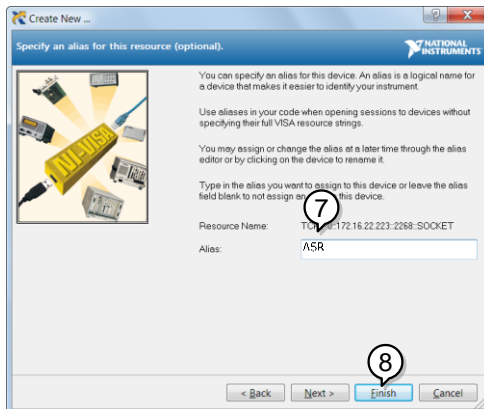 Create New ...
Specify an alias for this resource (optional).
NATIONAL
INSTRUMENTS
NI-VISA
You can specify an alias for this device. An alias is a logical name for
a device that makes it easier to identify your instrument.
Use aliases in your code when opening sessions to devices without
specifying their full VISA resource strings.
You may assign or change the alias at a later time through the alias
editor or by clicking on the device to rename it.
Type in the alias you want to assign to this device or leave the alias
field blank to not assign an this device.
7
Resource Name: ::172.16.22.223::2268::SOCKET
Alias: ASR
8
< Back Next > Finish Cancel